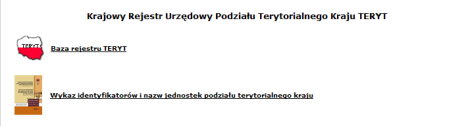 Krajowy Rejestr Urzędowy Podziału Terytorialnego Kraju TERYT
TERYT
Baza rejestru TERYT
Wykaz identyfikatorów i nazw jednostek podziału terytorialnego kraju